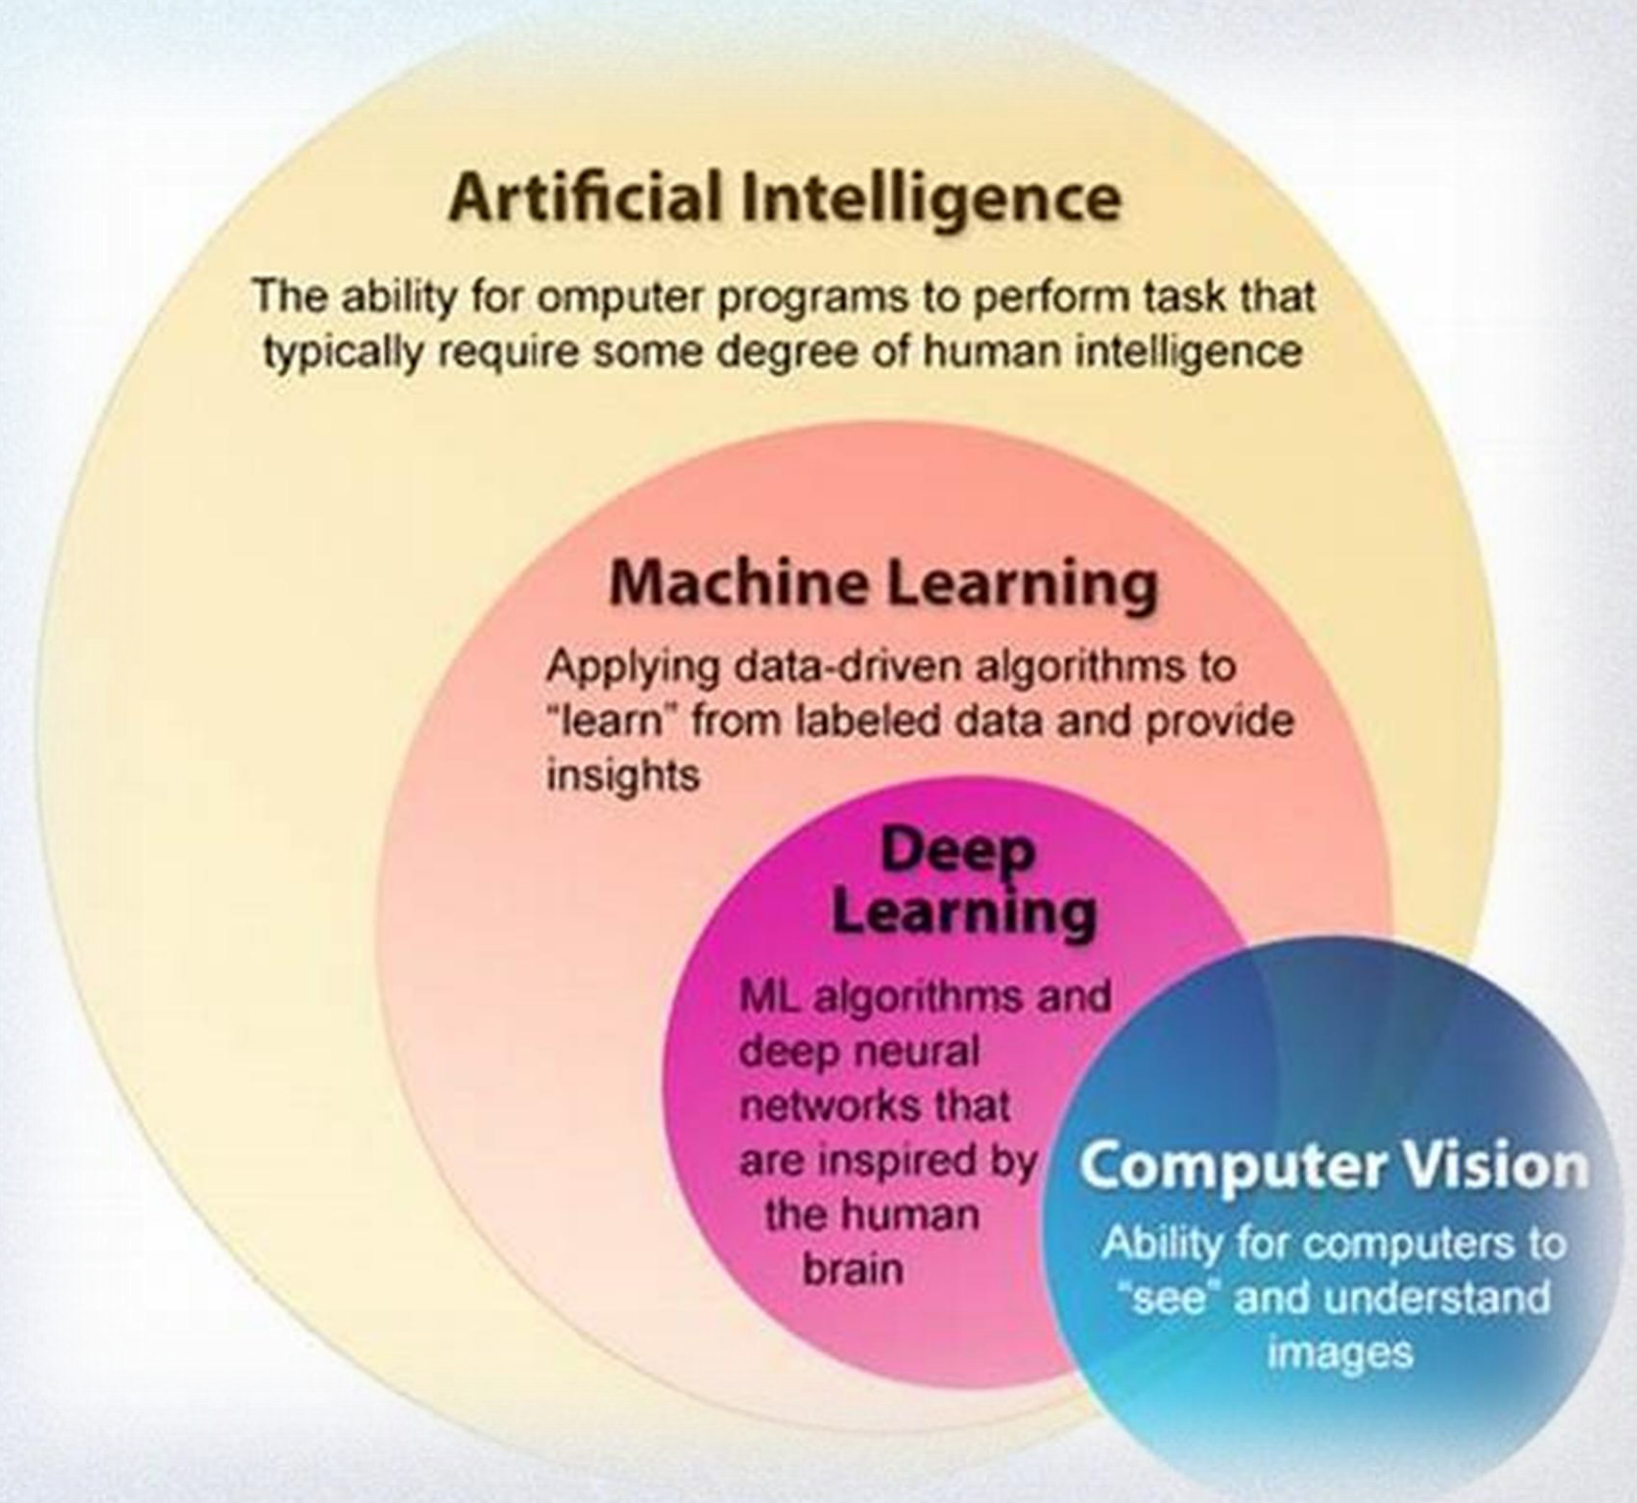 Artificial Intelligence
The ability for omputer programs to perform task that
typically require some degree of human intelligence
Machine Learning
Applying data-driven algorithms to
“learn” from labeled data and provide
insights
Deep
Learning
ML algorithms and
deep neural
networks that
are inspired by
the human
brain
Computer Vision
Ability for computers to
“see” and understand
images